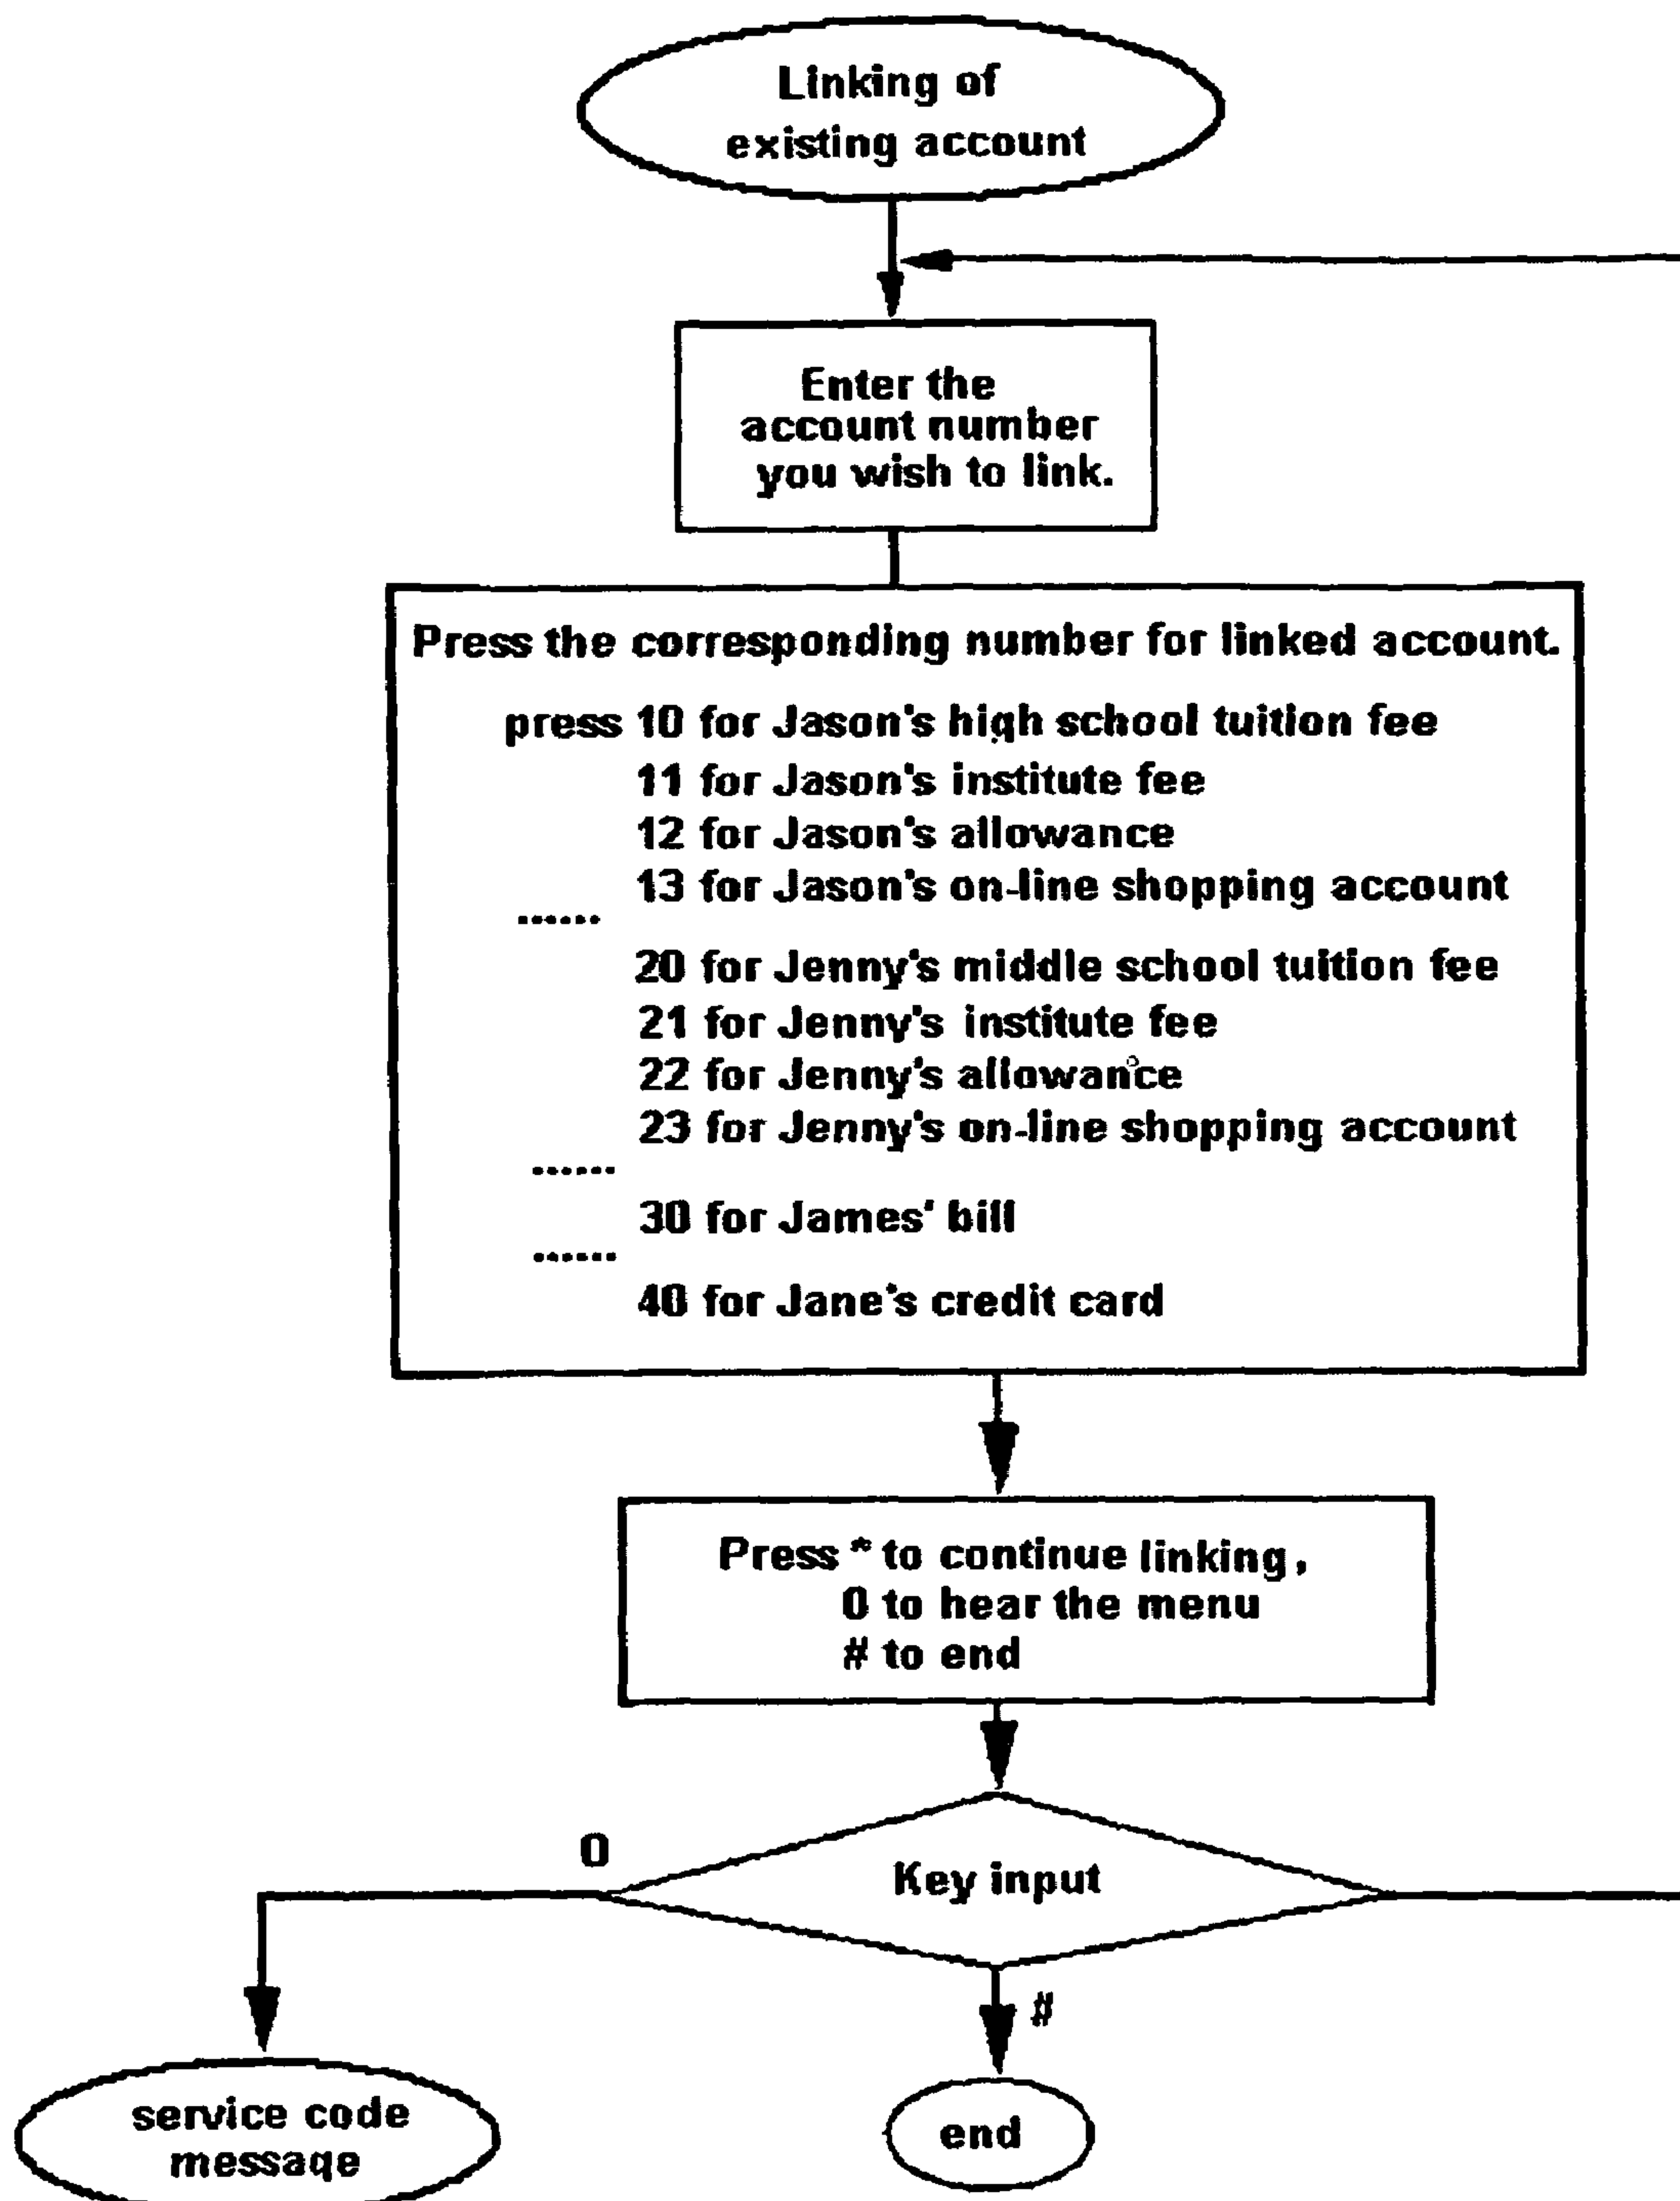 Linking of
existing account
Enter the
account number
you wish to link.
Press the corresponding number for linked account.
press 10 for Jason's high school tuition fee
11 for Jason's institute fee
12 for Jason's allowance
13 for Jason's on-line shopping account
......
20 for Jenny's middle school tuition fee
21 for Jenny's institute fee
22 for Jenny's allowance
23 for Jenny's on-line shopping account
......
30 for James' bill
......
40 for Jane's credit card
Press * to continue linking,
0 to hear the menu
# to end
0
Key input
#
service code
message
end